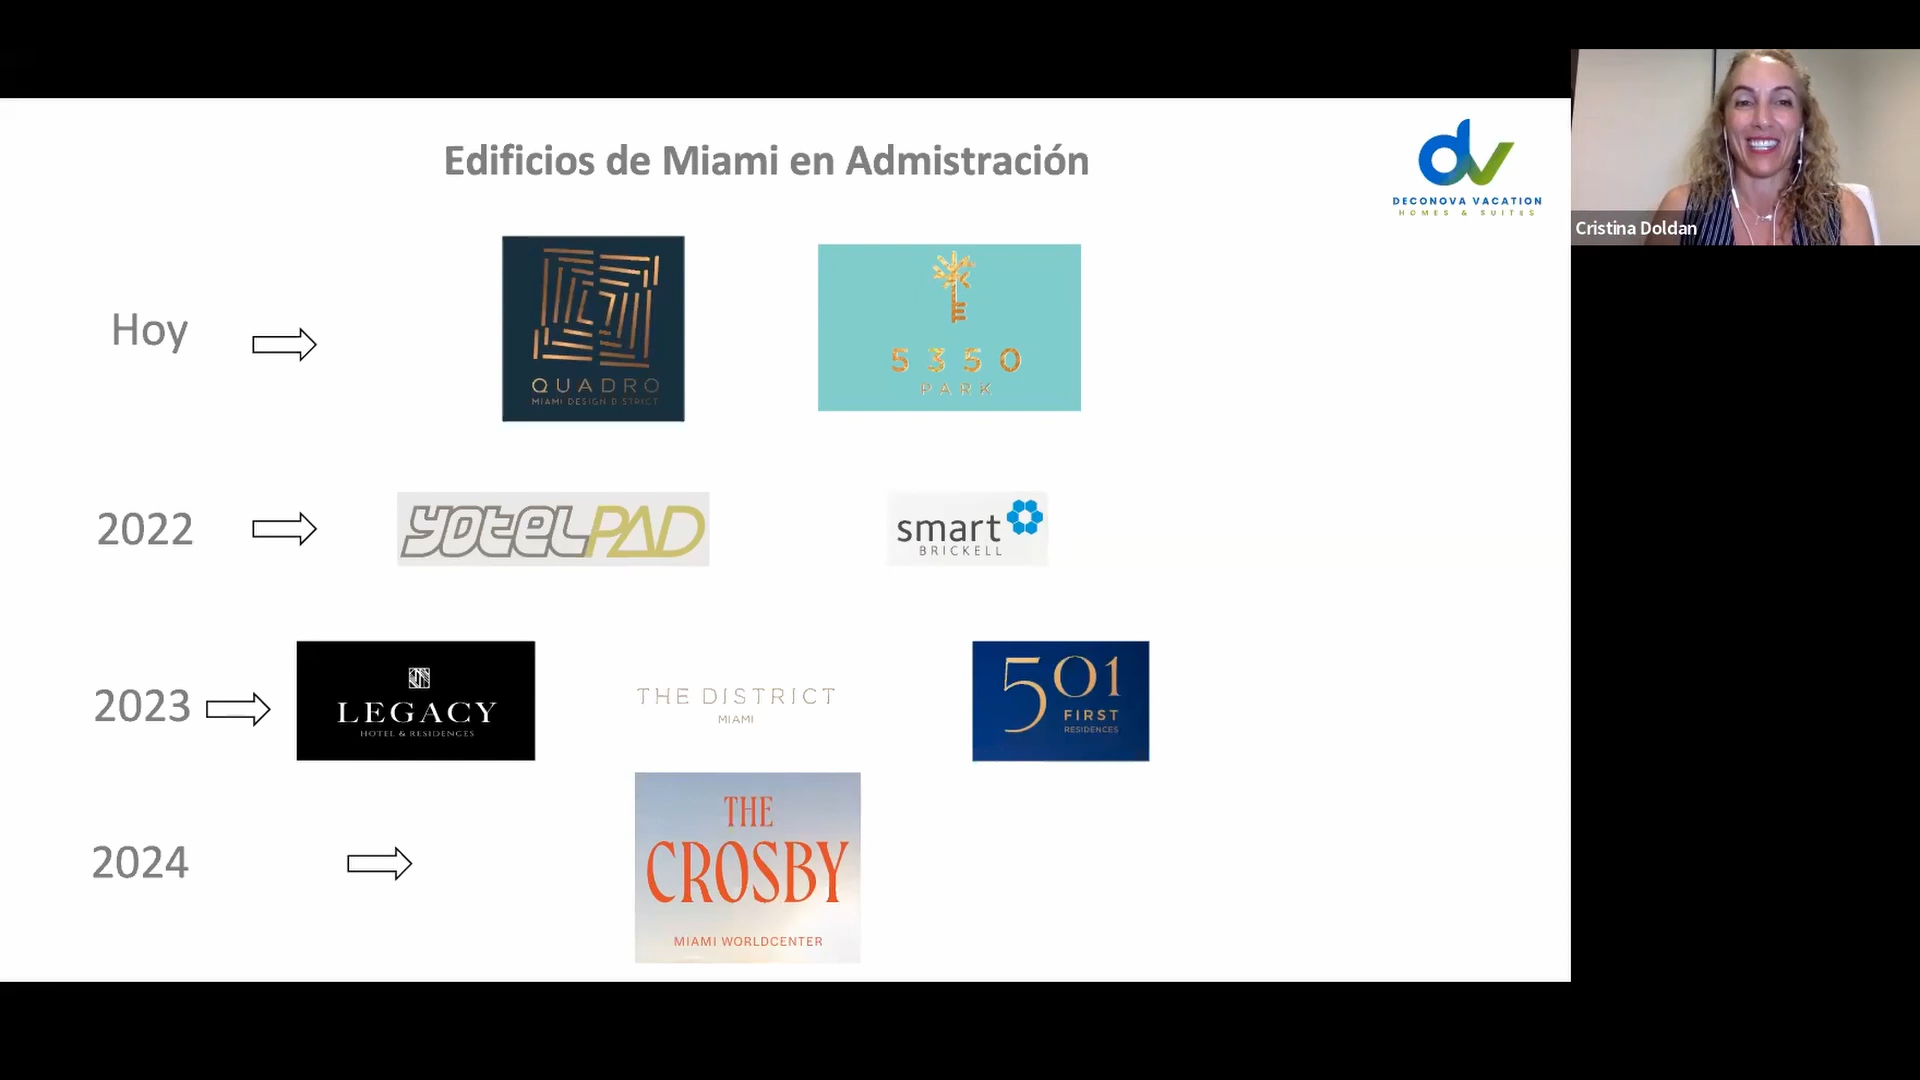 Edificios de Miami en Admistración
DECONOVA VACATION
HOMES & SUITES
Cristina Doldan
Hoy
QUADRO
MIAMI DESIGN DISTRICT
5350
PARK
2022
yotelPAD
smart
BRICKELL
2023
LEGACY
HOTEL & RESIDENCES
THE DISTRICT
MIAMI
501
FIRST
RESIDENCES
2024
THE
CROSBY
MIAMI WORLDCENTER